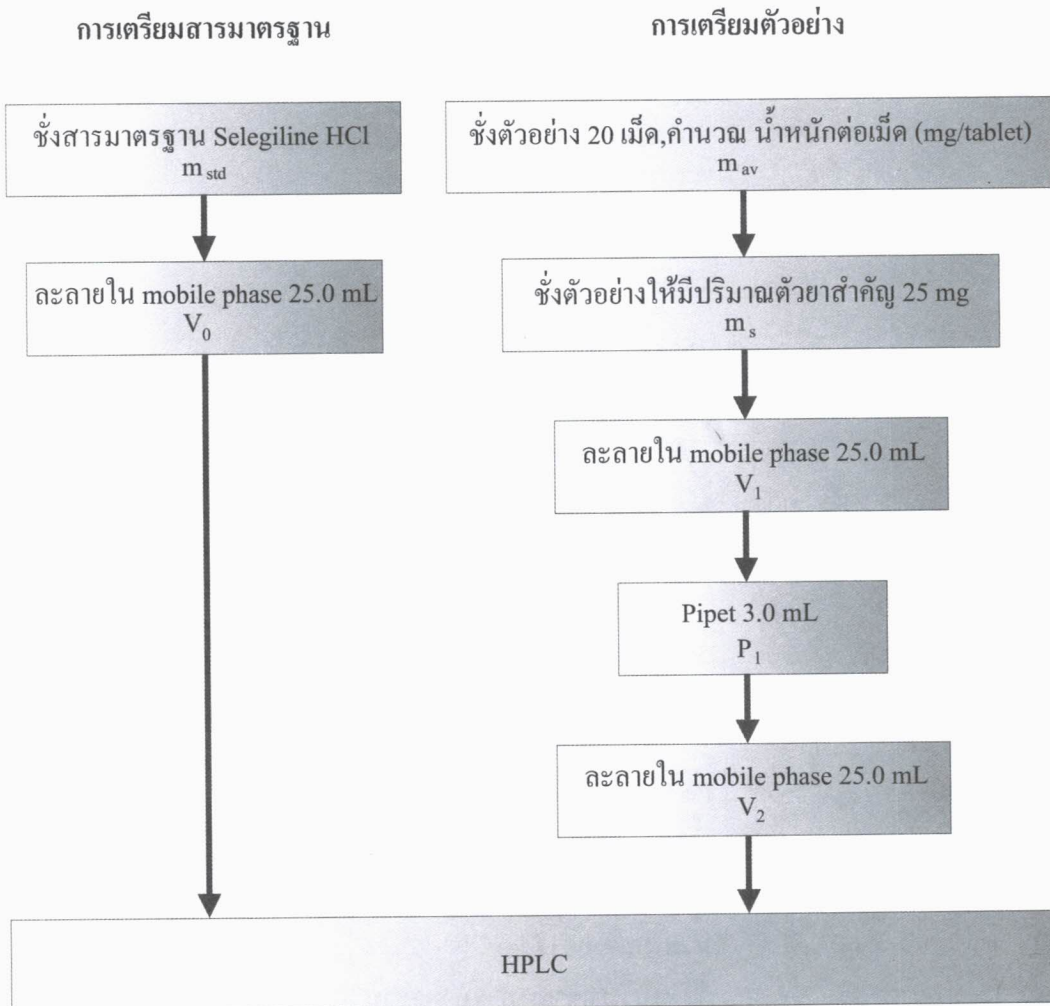 การเตรียมสารมาตรฐาน
ชั่งสารมาตรฐาน Selegiline HCl
m std
ละลายใน mobile phase 25.0 mL
V0
การเตรียมตัวอย่าง
ชั่งตัวอย่าง 20 เม็ด,คำนวณ น้ำหนักต่อเม็ด (mg/tablet)
m av
ชั่งตัวอย่างให้มีปริมาณตัวยาสำคัญ 25 mg
m s
ละลายใน mobile phase 25.0 mL
V1
Pipet 3.0 mL
P1
ละลายใน mobile phase 25.0 mL
V2
HPLC